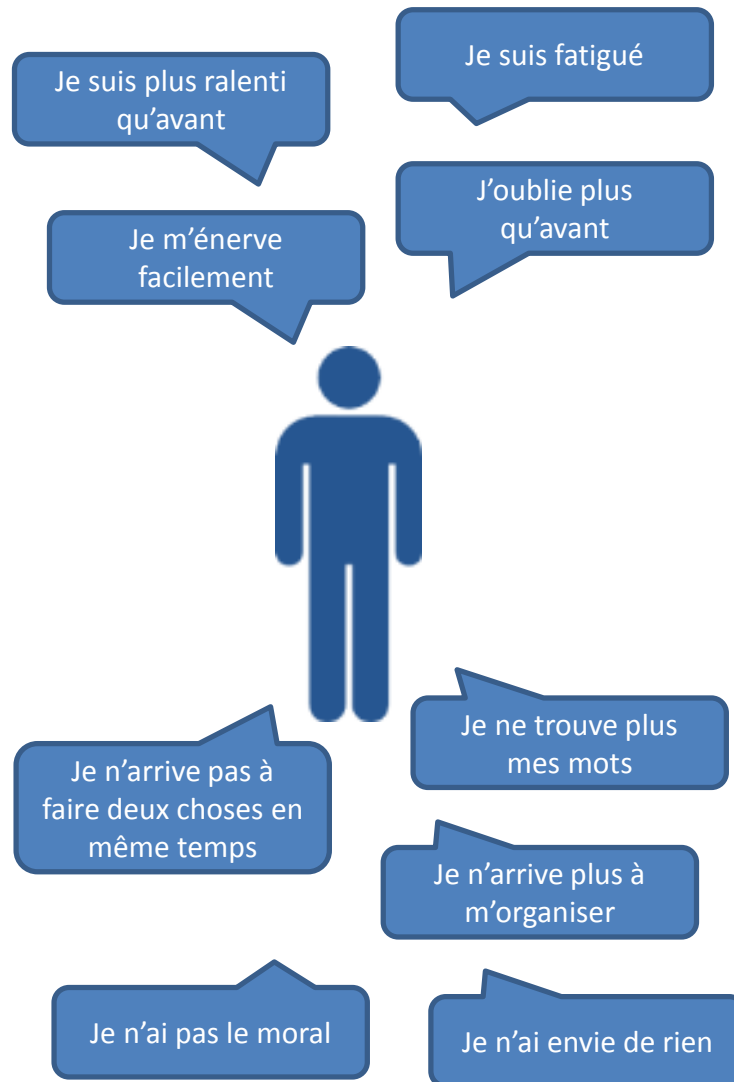 Je suis plus ralenti
qu’avant
Je suis fatigué
Je m’énerve
facilement
J’oublie plus
qu’avant
Je n’arrive pas à
faire deux choses en
même temps
Je ne trouve plus
mes mots
Je n’arrive plus à
m’organiser
Je n’ai pas le moral
Je n’ai envie de rien